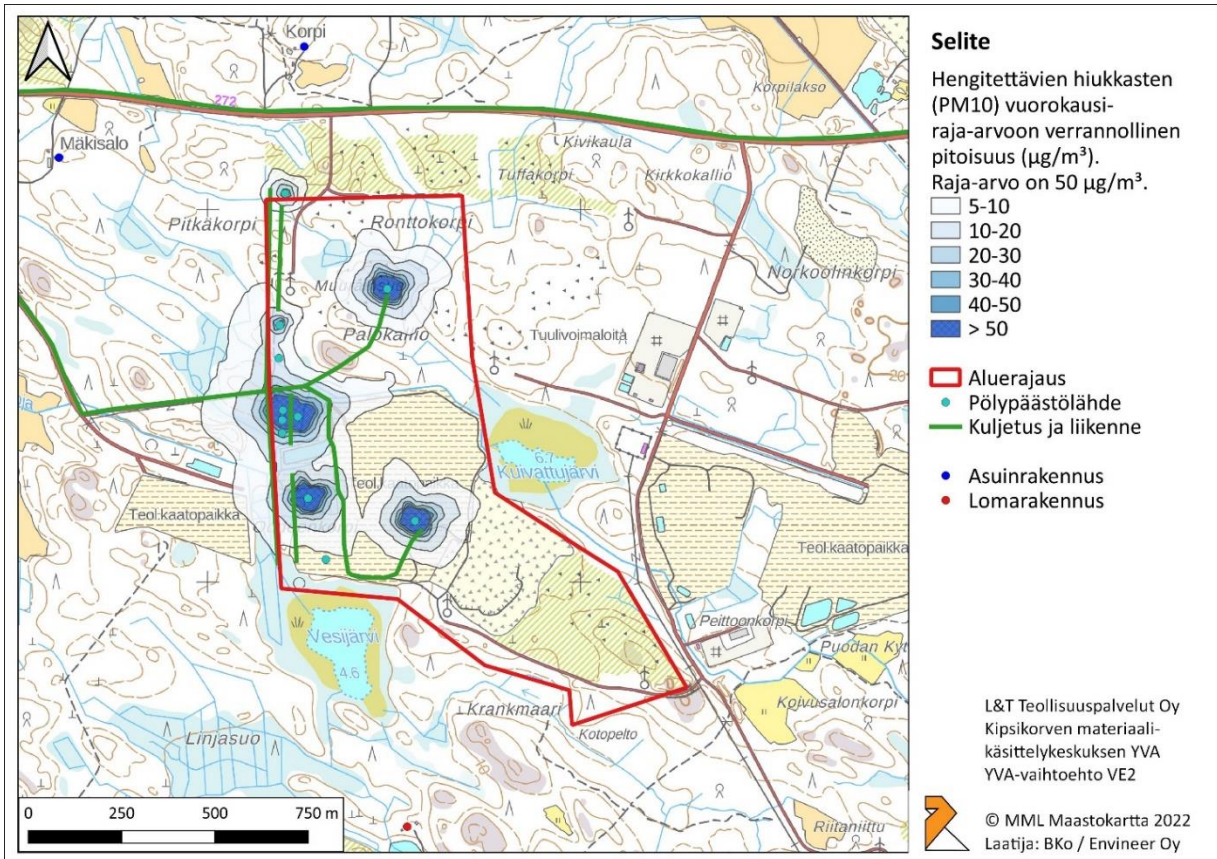 Korpi
Korpilakso
272
Mäkisalo
Kivikaula
Tuffakorpi
Kirkkokallio
Pitkäkorpi
Ronttokorpi
Norkoolinkorpi
Palokallio
Tuulivoimaloita
6.7
Kuivattujärvi
Teol.kaatopaikka
Teol.kaatopaikka
Teol.kaatopaikka
Vesijärvi
4.6
Peittoonkorpi
Puodan Kyt
Koivusalonkorpi
Krankmaari
Kotopelto
Linjasuo
Riitaniittu
0 250 500 750 m
Selite
Hengitettävien hiukkasten
(PM10) vuorokausi-
raja-arvoon verrannollinen
pitoisuus (µg/m³).
Raja-arvo on 50 µg/m³.
5-10
10-20
20-30
30-40
40-50
> 50
Aluerajaus
Pölypäästölähde
Kuljetus ja liikenne
Asuinrakennus
Lomarakennus
L&T Teollisuuspalvelut Oy
Kipsikorven materiaali-
käsittelykeskuksen YVA
YVA-vaihtoehto VE2
© MML Maastokartta 2022
Laatija: BKo / Envineer Oy